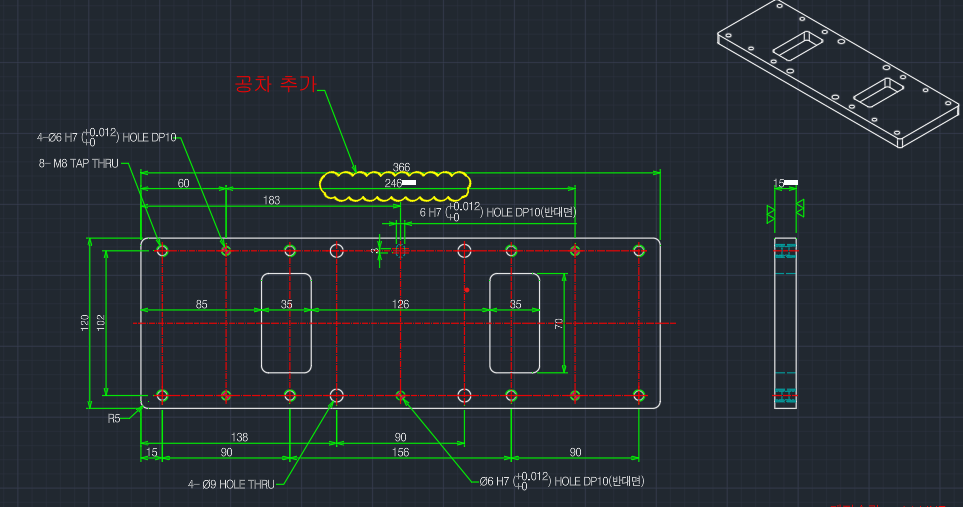 공차 추가
4-Ø6 H7 (+0.012 +0) HOLE DP10
8- M8 TAP THRU
366
60
246
15
183
6 H7 (+0.012 +0) HOLE DP10(반대면)
3
85
35
126
35
120
102
70
R5
138
90
15
90
156
90
4- Ø9 HOLE THRU
Ø6 H7 (+0.012 +0) HOLE DP10(반대면)